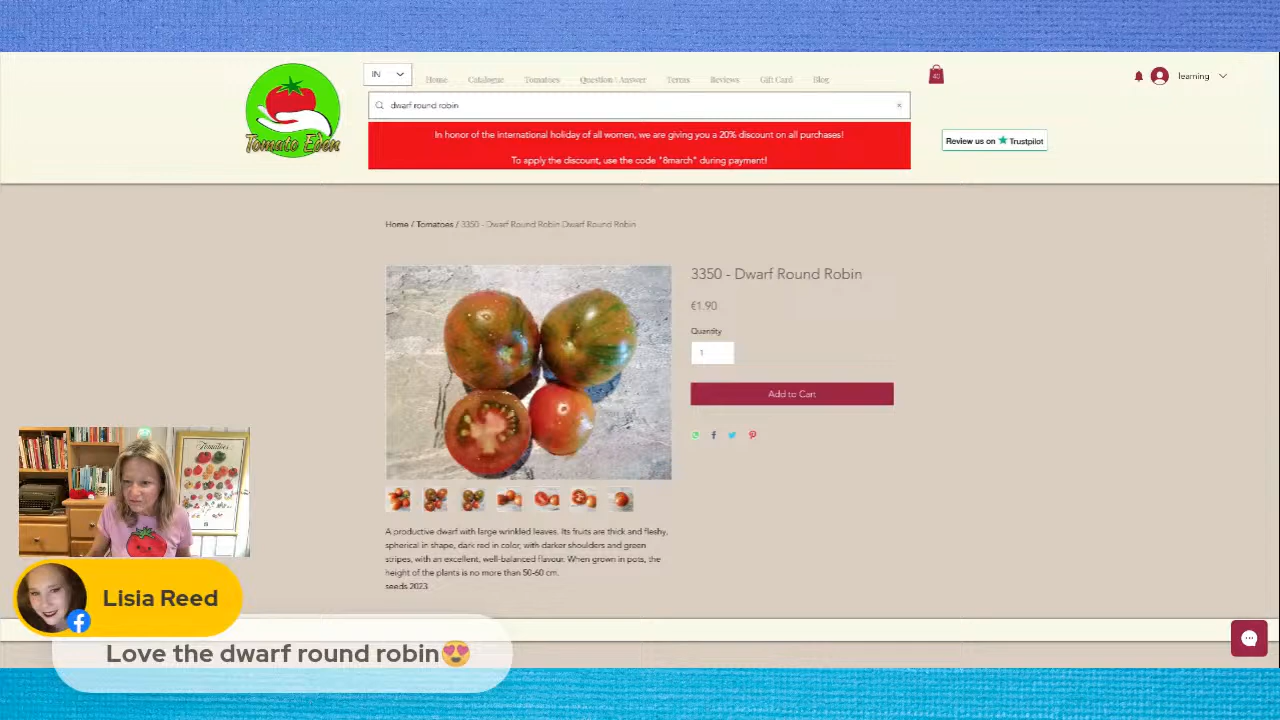 IN
Home
Catalogue
Tomatoes
Question / Answer
Terms
Reviews
Gift Card
Blog
40
learning
dwarf round robin
Tomato Eden
In honor of the international holiday of all women, we are giving you a 20% discount on all purchases!
To apply the discount, use the code "8march" during payment!
Review us on Trustpilot
Home / Tomatoes / 3350 - Dwarf Round Robin Dwarf Round Robin
3350 - Dwarf Round Robin
€1.90
Quantity
1
Add to Cart
A productive dwarf with large wrinkled leaves. Its fruits are thick and fleshy,
spherical in shape, dark red in color, with darker shoulders and green
stripes, with an excellent, well-balanced flavour. When grown in pots, the
height of the plants is no more than 50-60 cm.
seeds 2023
Tomatoes
Lisia Reed
Love the dwarf round robin😍